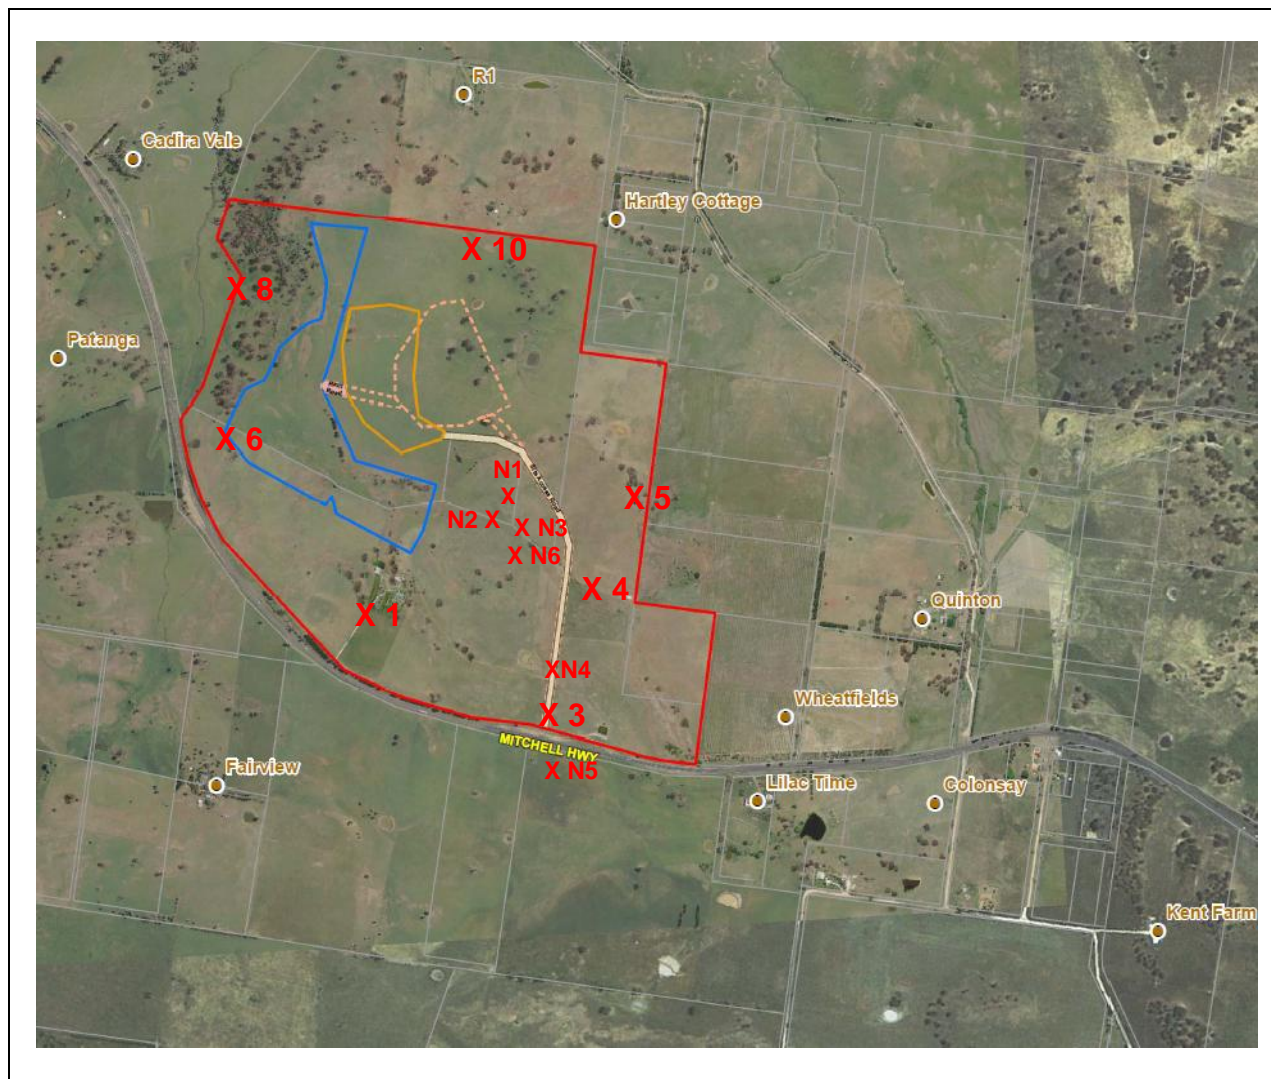 R1
Cadira Vale
Hartley Cottage
X 10
X 8
Patanga
X 6
N1
X
X 5
N2 X
X N3
X N6
X 4
X 1
Quinton
XN4
X 3
Wheatfields
MITCHELL HWY
X N5
Fairview
Lilac Time
Colonsay
Kent Farm